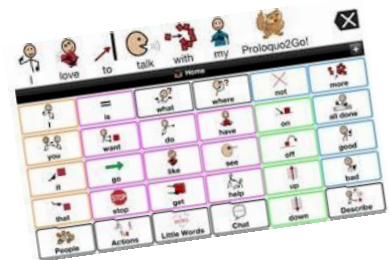 I love to talk with my Proloquo2Go!
Home
I is what where not more
you want do have on all done
it go like see off good
that stop get help up bad
People Actions Little Words Chat down Describe